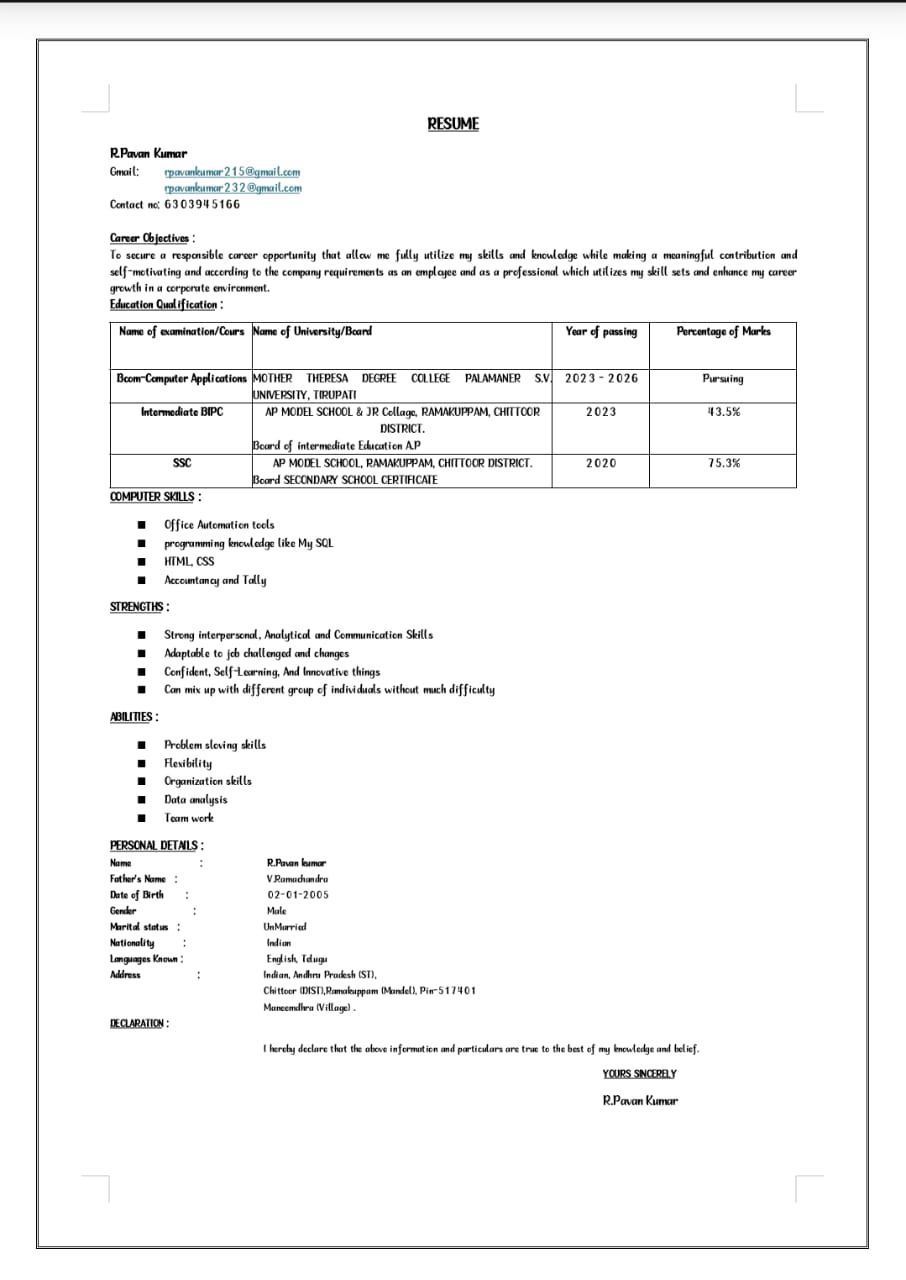 RESUME
R.Pavan Kumar
Gmail: rpavankumar215@gmail.com
rpavankumar232@gmail.com
Contact no: 6303945166
Career Objectives :
To secure a responsible career opportunity that allow me fully utilize my skills and knowledge while making a meaningful contribution and
self-motivating and according to the company requirements as an employee and as a professional which utilizes my skill sets and enhance my career
growth in a corporate environment.
Education Qualification :
Name of examination/Cours Name of University/Board Year of passing Percentage of Marks
Bcom-Computer Applications MOTHER THERESA DEGREE COLLEGE PALAMANER S.V. 2023 - 2026 Pursuing
UNIVERSITY, TIRUPATI
Intermediate BIPC AP MODEL SCHOOL & JR Collage, RAMAKUPPAM, CHITTOOR 2023 43.5%
DISTRICT.
Board of intermediate Education A.P
SSC AP MODEL SCHOOL, RAMAKUPPAM, CHITTOOR DISTRICT. 2020 75.3%
Board SECONDARY SCHOOL CERTIFICATE
COMPUTER SKILLS :
■ Office Automation tools
■ programming knowledge like My SQL
■ HTML, CSS
■ Accountancy and Tally
STRENGTHS :
■ Strong interpersonal, Analytical and Communication Skills
■ Adaptable to job challenged and changes
■ Confident, Self-Learning, And Innovative things
■ Can mix up with different group of individuals without much difficulty
ABILITIES :
■ Problem sloving skills
■ Flexibility
■ Organization skills
■ Data analysis
■ Team work
PERSONAL DETAILS :
Name : R.Pavan kumar
Father's Name : V.Ramachandra
Date of Birth : 02-01-2005
Gender : Male
Marital status : UnMarried
Nationality : Indian
Languages Known : English, Telugu
Address : Indian, Andhra Pradesh (ST),
Chittoor (DIST),Ramakuppam (Mandel), Pin-517401
Maneemdhra (Village) .
DECLARATION :
I hereby declare that the above information and particulars are true to the best of my knowledge and belief.
YOURS SINCERELY
R.Pavan Kumar